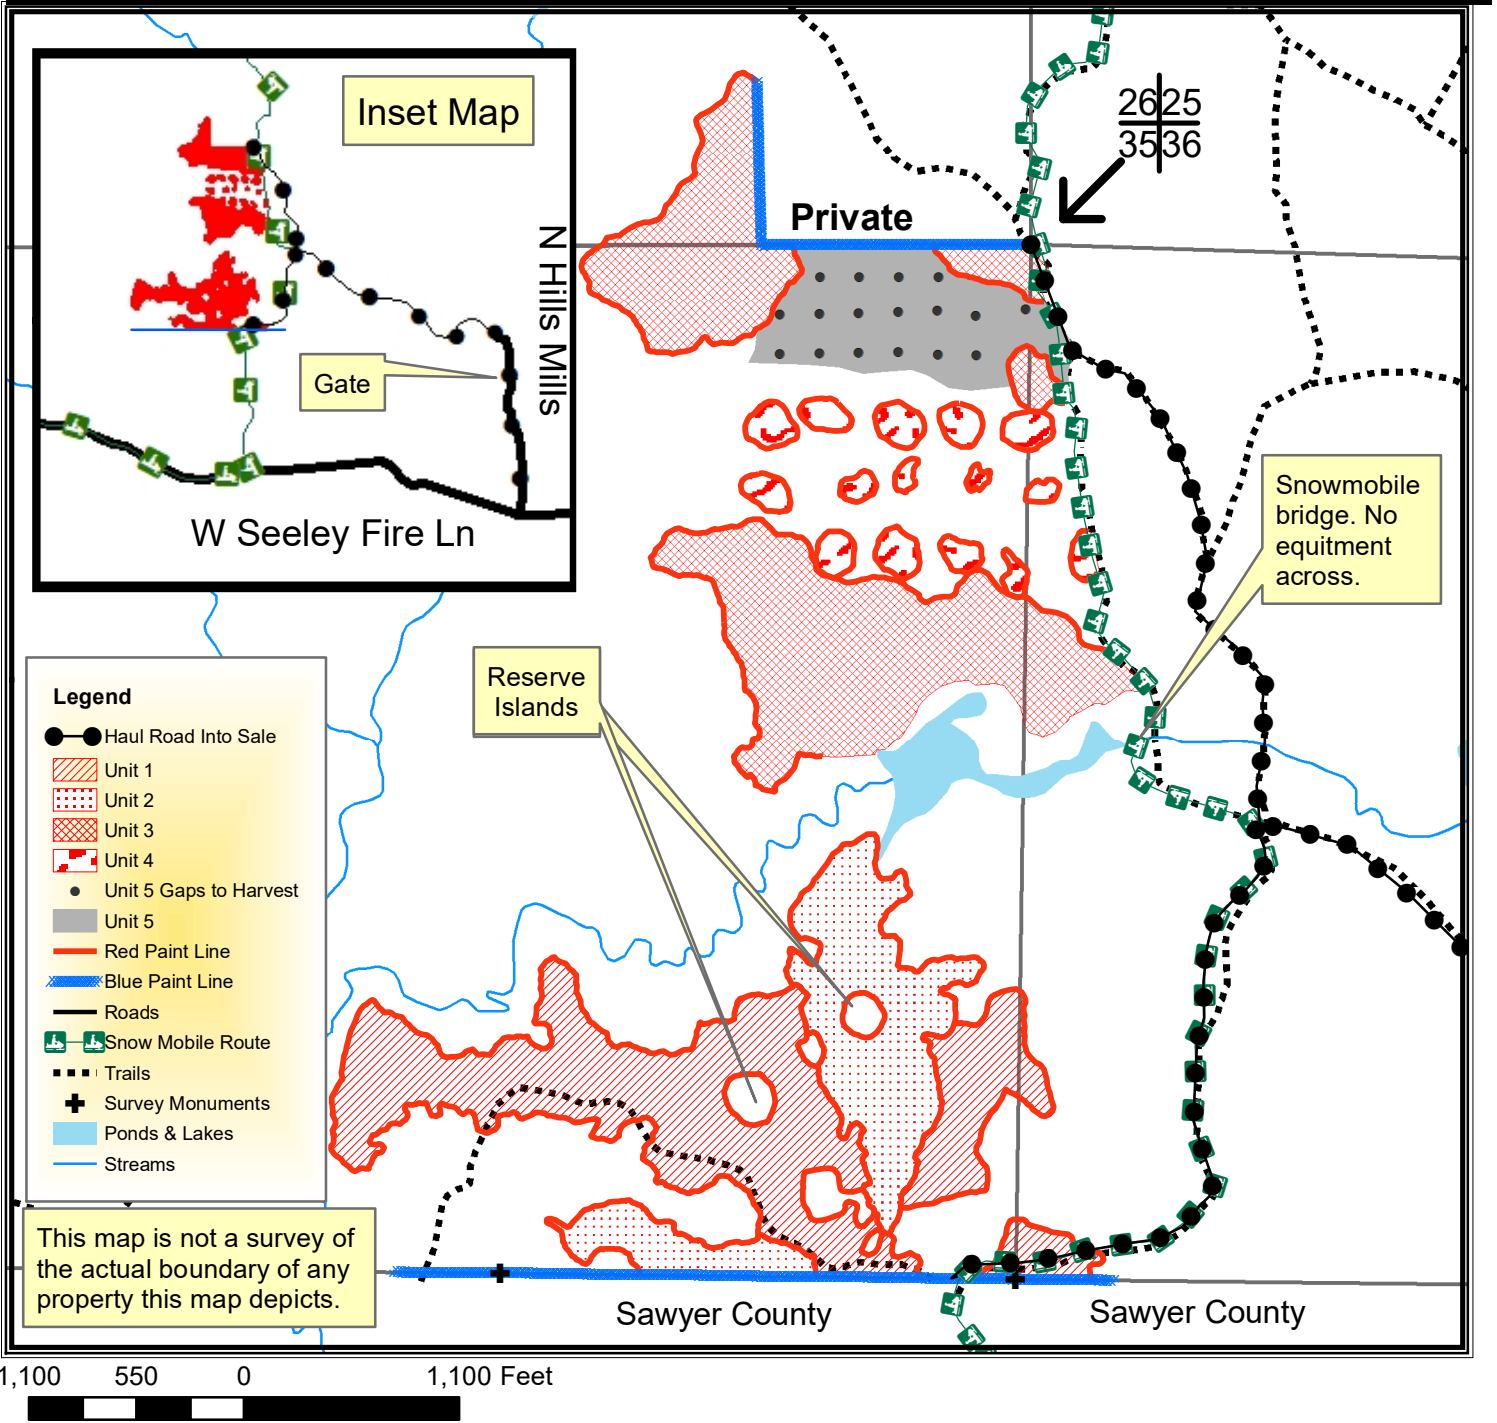 Inset Map
N Hills Mills
Gate
W Seeley Fire Ln
26 25
35 36
Private
Snowmobile
bridge. No
equitment
across.
Reserve
Islands
Legend
Haul Road Into Sale
Unit 1
Unit 2
Unit 3
Unit 4
Unit 5 Gaps to Harvest
Unit 5
Red Paint Line
Blue Paint Line
Roads
Snow Mobile Route
Trails
Survey Monuments
Ponds & Lakes
Streams
This map is not a survey of
the actual boundary of any
property this map depicts.
Sawyer County
Sawyer County
1,100 550 0 1,100 Feet